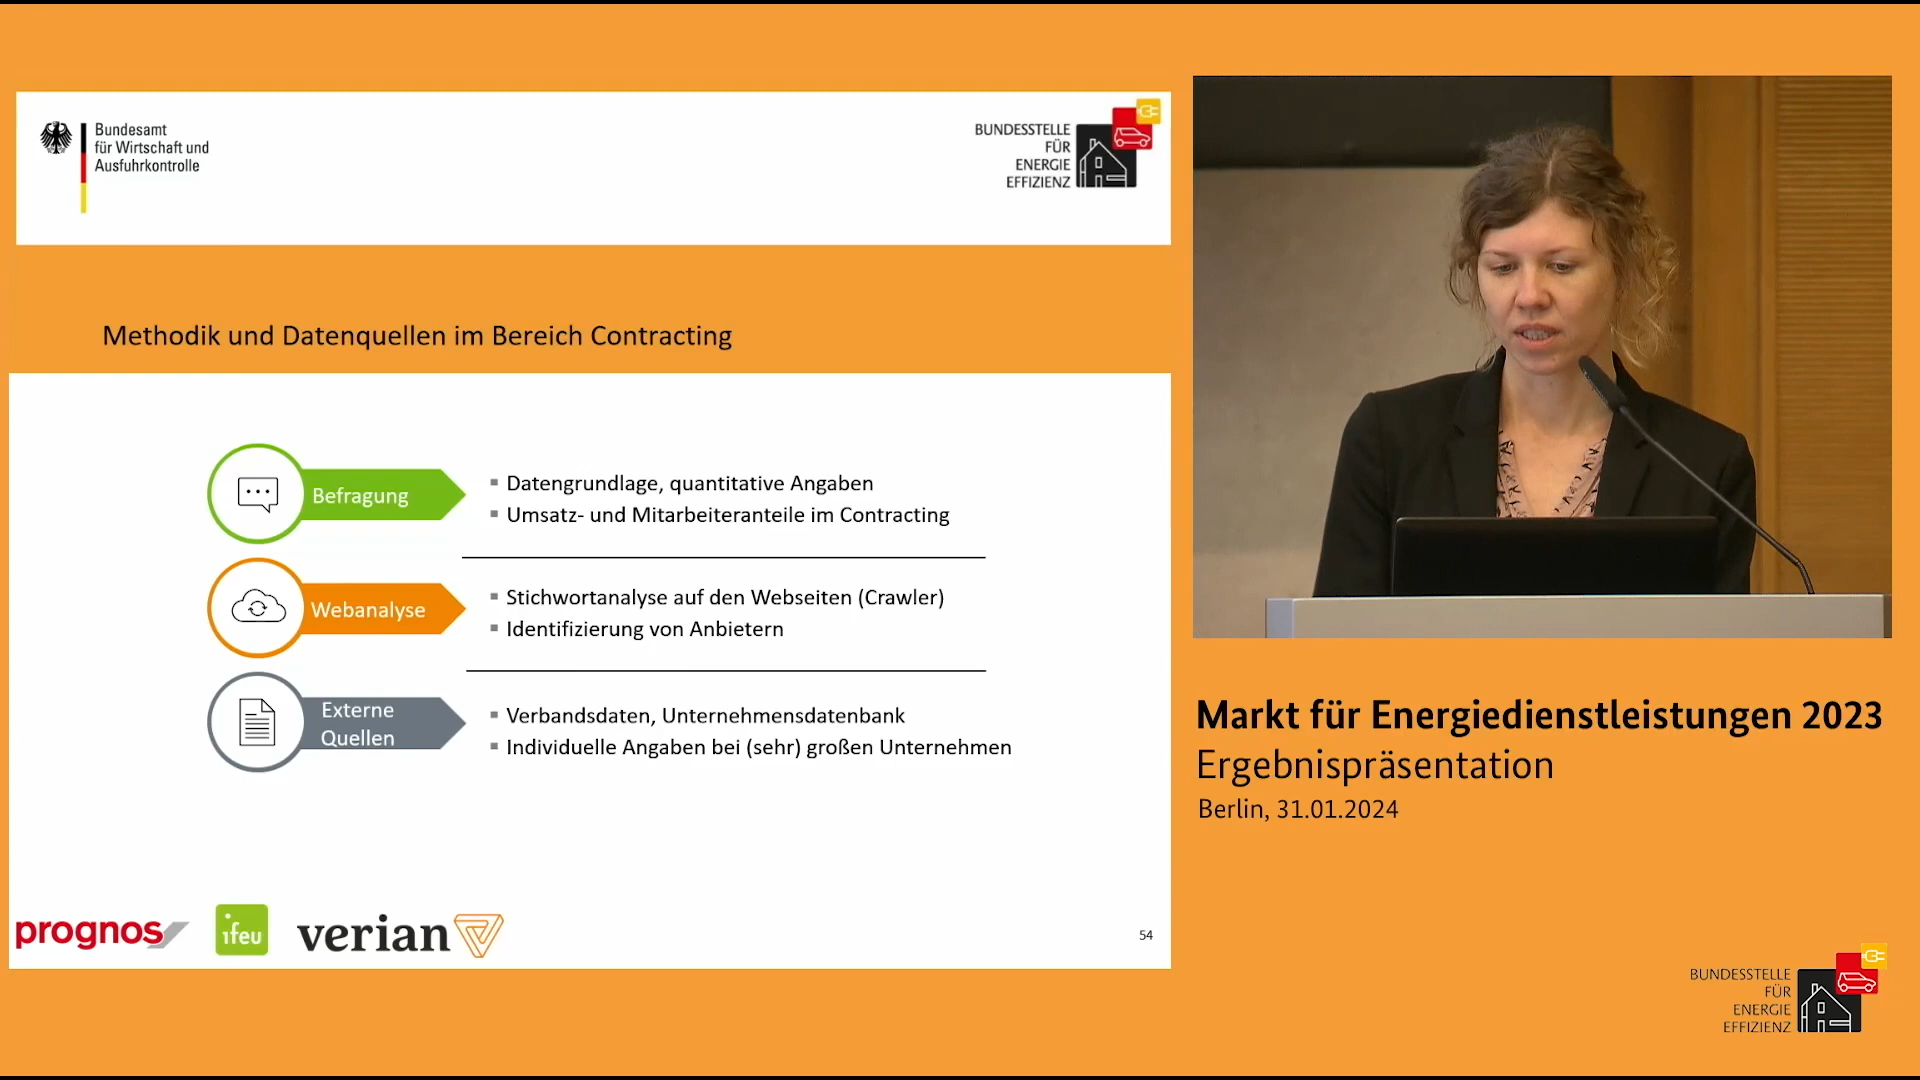 Bundesamt
für Wirtschaft und
Ausfuhrkontrolle
BUNDESSTELLE
FÜR
ENERGIE
EFFIZIENZ
Methodik und Datenquellen im Bereich Contracting
Befragung
Datengrundlage, quantitative Angaben
Umsatz- und Mitarbeiteranteile im Contracting
Webanalyse
Stichwortanalyse auf den Webseiten (Crawler)
Identifizierung von Anbietern
Externe
Quellen
Verbandsdaten, Unternehmensdatenbank
Individuelle Angaben bei (sehr) großen Unternehmen
prognos
ifeu
verian
54
Markt für Energiedienstleistungen 2023
Ergebnispräsentation
Berlin, 31.01.2024
BUNDESSTELLE
FÜR
ENERGIE
EFFIZIENZ